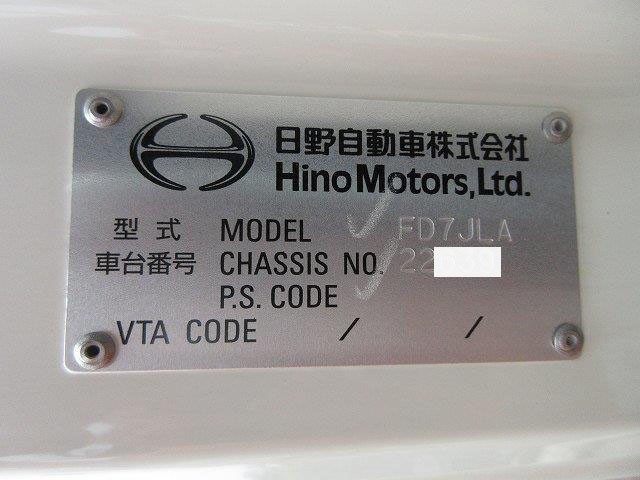 日野自動車株式会社
Hino Motors, Ltd.
型式 MODEL FD7JLA
車台番号 CHASSIS NO. 22
P.S. CODE
VTA CODE / /